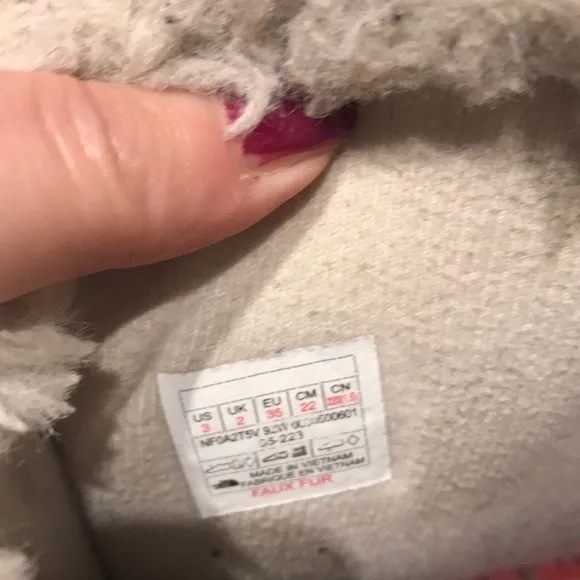 US UK EU CM CN
3 2 35 22
NF0A2T5V
05-223
MADE IN VIETNAM
FABRIQUE EN VIETNAM
FAUX FUR